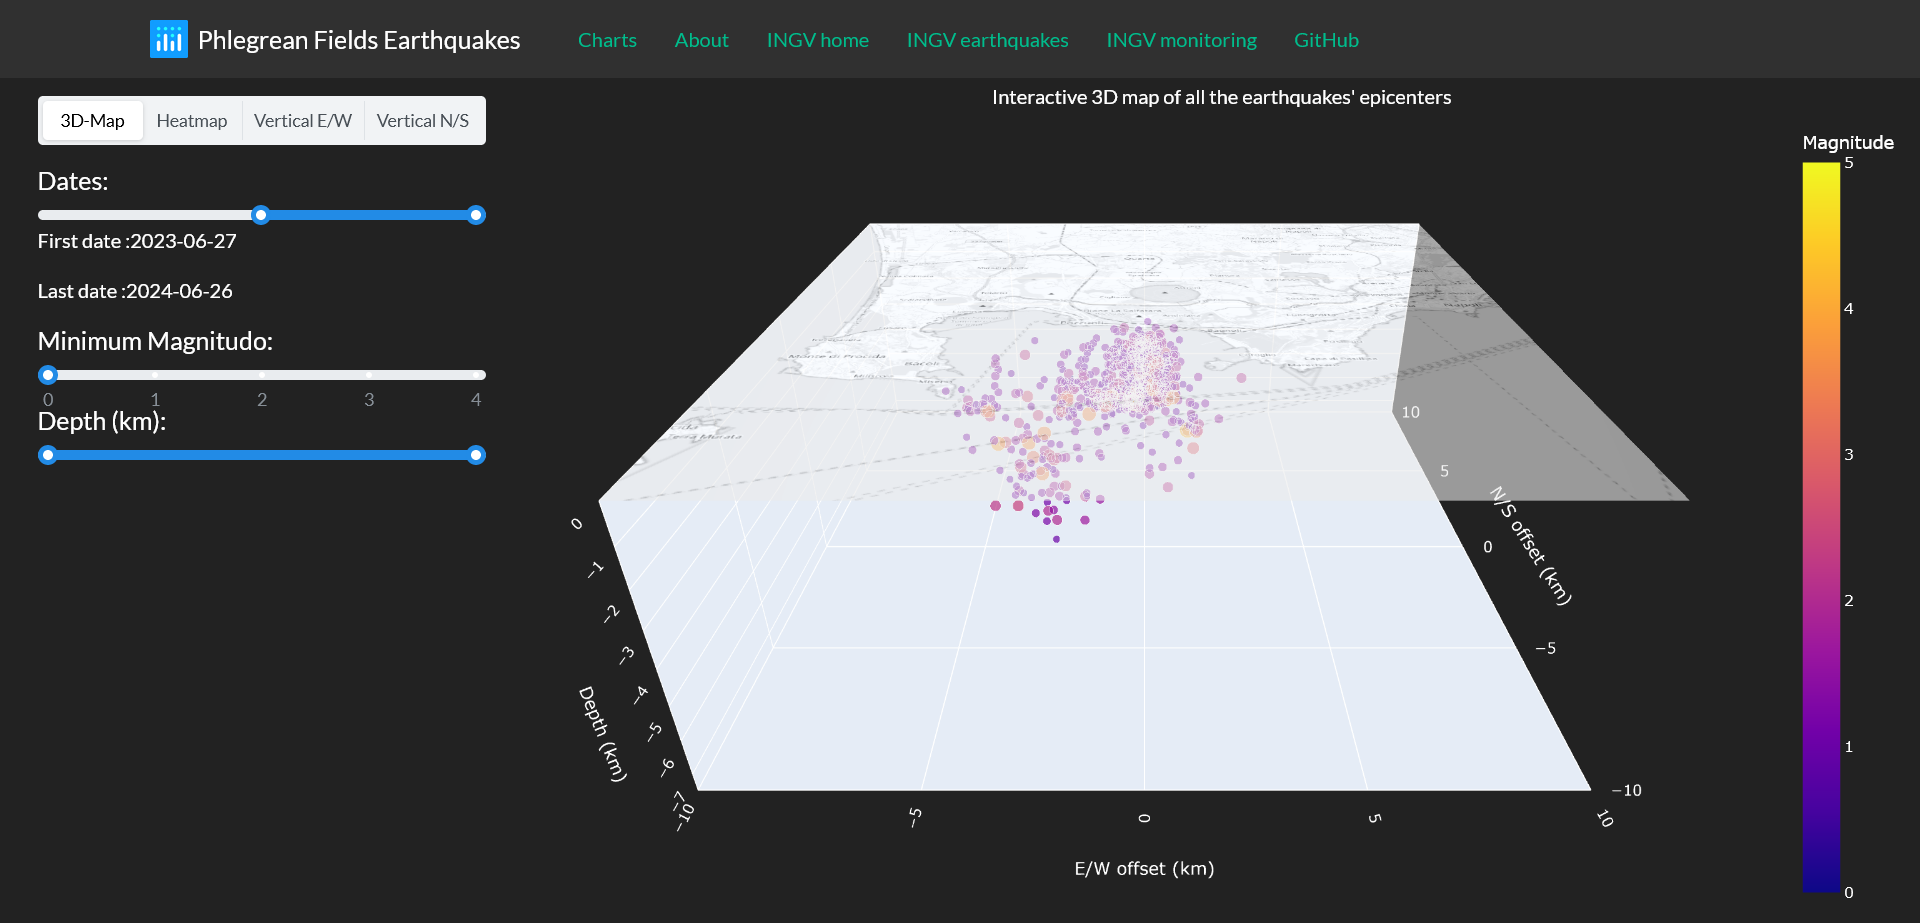 Phlegrean Fields Earthquakes
Charts
About
INGV home
INGV earthquakes
INGV monitoring
GitHub
3D-Map
Heatmap
Vertical E/W
Vertical N/S
Dates:
First date :2023-06-27
Last date :2024-06-26
Minimum Magnitudo:
0 1 2 3 4
Depth (km):
Interactive 3D map of all the earthquakes' epicenters
Magnitude
5
4
3
2
1
0
Monte di Procida
Bacoli
10
5
0
−5
−10
N/S offset (km)
0
−1
−2
−3
−4
−5
−6
−7
Depth (km)
−10
−5
0
5
10
E/W offset (km)